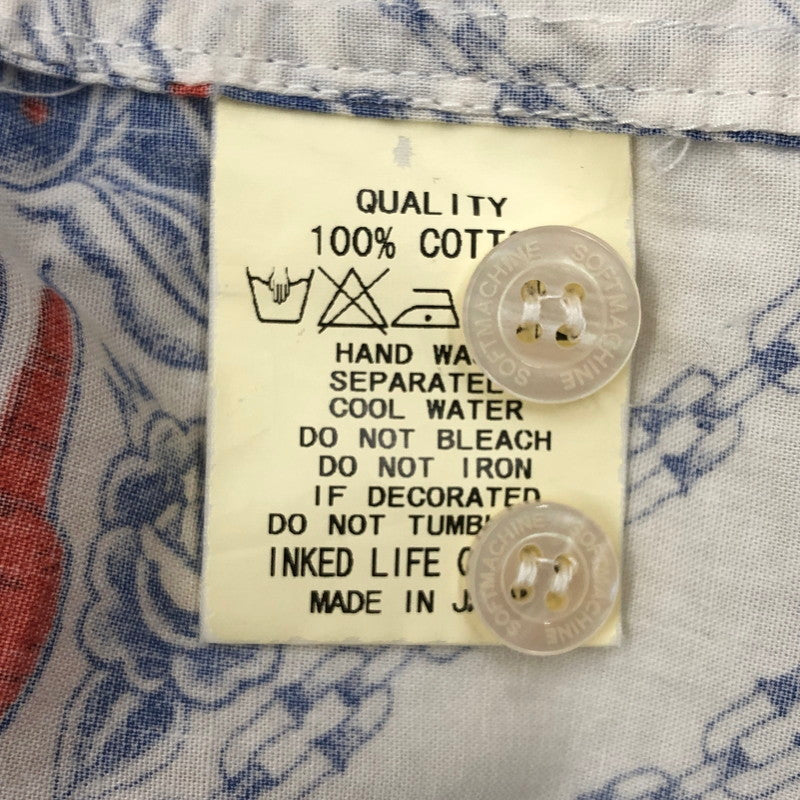 QUALITY
100% COTT
HAND WA
SEPARATEL
COOL WATER
DO NOT BLEACH
DO NOT IRON
IF DECORATED
DO NOT TUMBL
INKED LIFE
MADE IN J
SOFTMACHINE SOFTMACHINE
SOFTMACHINE